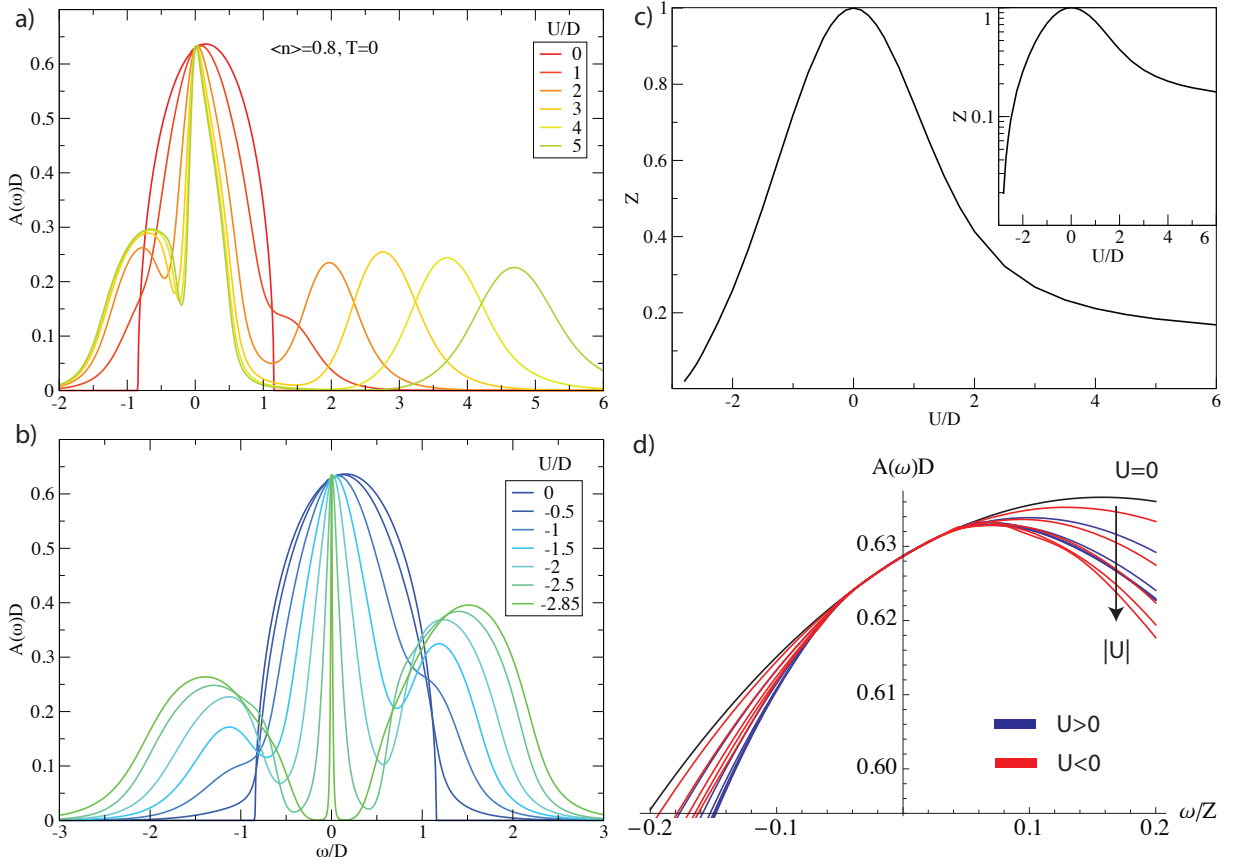 a)
<n>=0.8, T=0
U/D
0
1
2
3
4
5
A(ω)D
0.6
0.5
0.4
0.3
0.2
0.1
0
-2 -1 0 1 2 3 4 5 6
b)
U/D
0
-0.5
-1
-1.5
-2
-2.5
-2.85
A(ω)D
0.6
0.5
0.4
0.3
0.2
0.1
0
-3 -2 -1 0 1 2 3
ω/D
c)
Z
1
0.8
0.6
0.4
0.2
-2 0 2 4 6
U/D
Z
1
0.1
-2 0 2 4 6
U/D
d)
A(ω)D
U=0
0.63
0.62
0.61
0.60
|U|
U>0
U<0
−0.2 −0.1 0.1 0.2
ω/Z